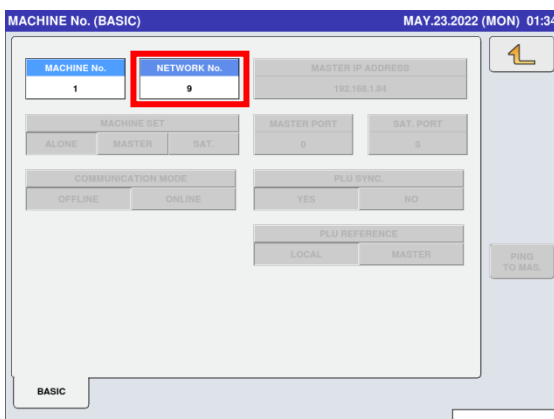 MACHINE No. (BASIC) MAY.23.2022 (MON) 01:34
MACHINE No. NETWORK No. MASTER IP ADDRESS
1 9 192.168.1.84
MACHINE SET MASTER PORT SAT. PORT
ALONE MASTER SAT. 0 0
COMMUNICATION MODE PLU SYNC.
OFFLINE ONLINE YES NO
PLU REFERENCE
LOCAL MASTER
PING
TO MAS.
BASIC